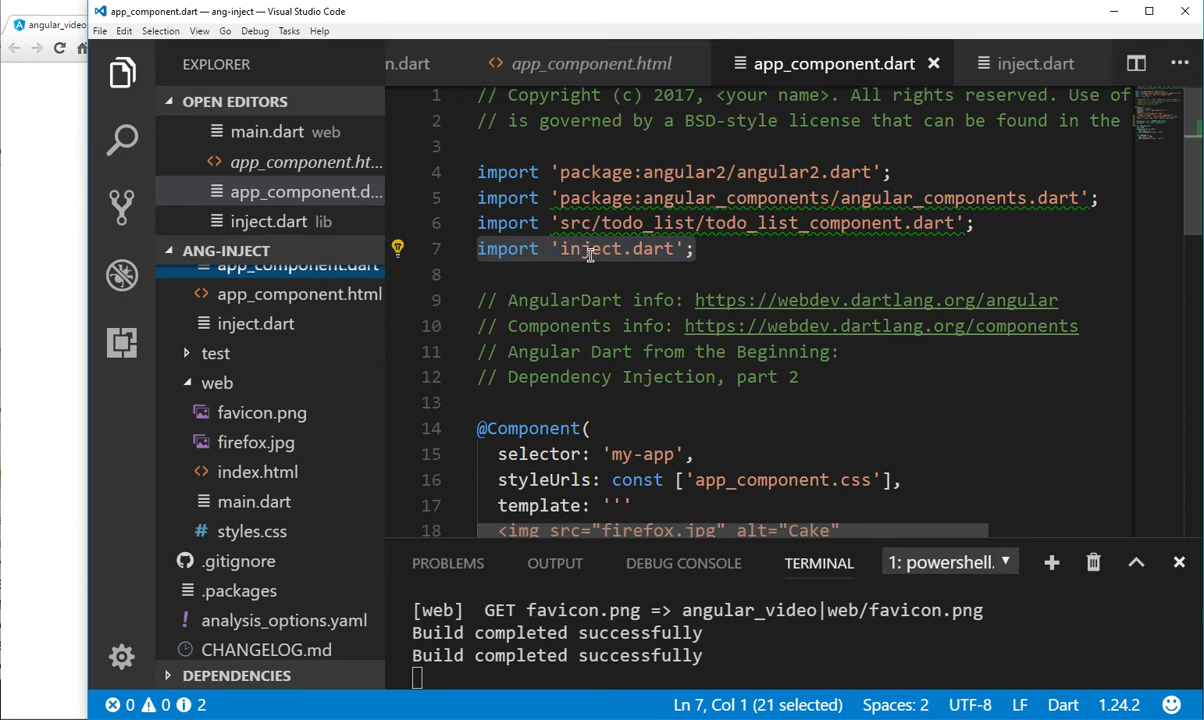 app_component.dart — ang-inject — Visual Studio Code
angular_video
File Edit Selection View Go Debug Tasks Help
EXPLORER
OPEN EDITORS
main.dart web
app_component.ht...
app_component.d...
inject.dart lib
ANG-INJECT
app_component.dart
app_component.html
inject.dart
test
web
favicon.png
firefox.jpg
index.html
main.dart
styles.css
.gitignore
.packages
analysis_options.yaml
CHANGELOG.md
DEPENDENCIES
n.dart app_component.html app_component.dart inject.dart
1 // Copyright (c) 2017, <your name>. All rights reserved. Use of
2 // is governed by a BSD-style license that can be found in the
3
4 import 'package:angular2/angular2.dart';
5 import 'package:angular_components/angular_components.dart';
6 import 'src/todo_list/todo_list_component.dart';
7 import 'inject.dart';
8
9 // AngularDart info: https://webdev.dartlang.org/angular
10 // Components info: https://webdev.dartlang.org/components
11 // Angular Dart from the Beginning:
12 // Dependency Injection, part 2
13
14 @Component(
15 selector: 'my-app',
16 styleUrls: const ['app_component.css'],
17 template: '''
18 <img src="firefox.jpg" alt="Cake"
PROBLEMS OUTPUT DEBUG CONSOLE TERMINAL 1: powershell.
[web] GET favicon.png => angular_video|web/favicon.png
Build completed successfully
Build completed successfully
0 0 2 Ln 7, Col 1 (21 selected) Spaces: 2 UTF-8 LF Dart 1.24.2